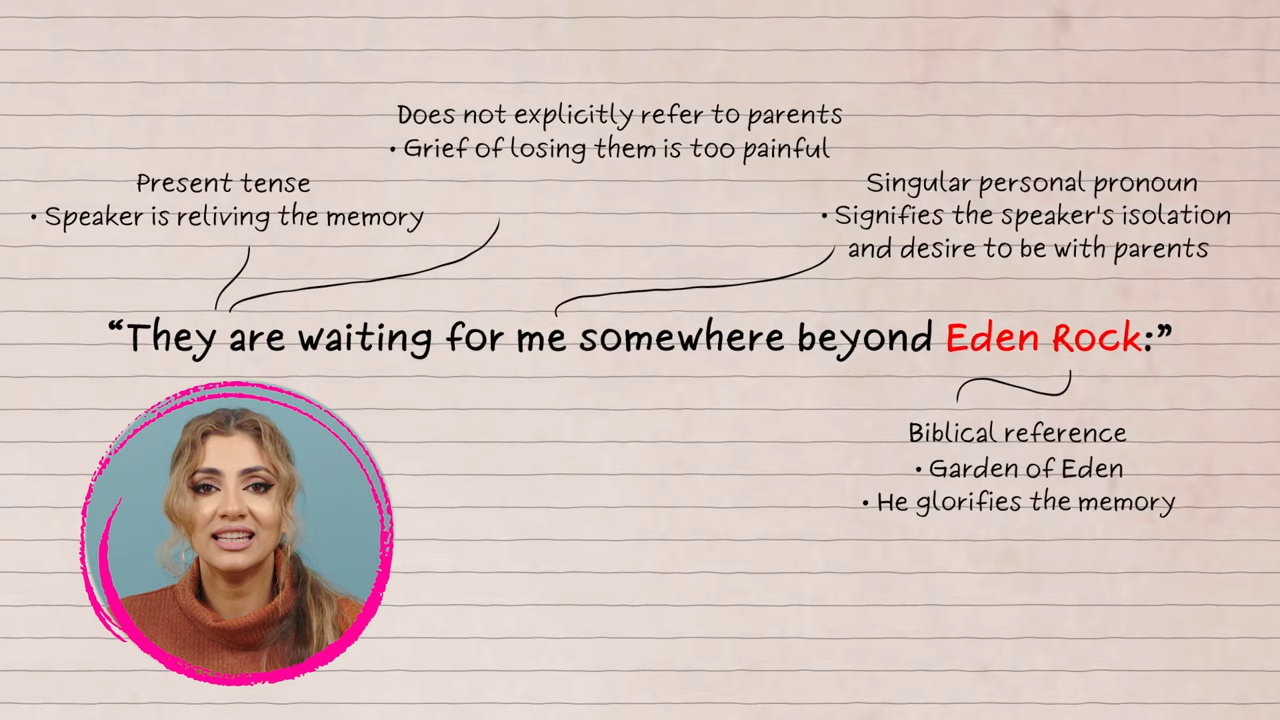 Does not explicitly refer to parents
• Grief of losing them is too painful
Present tense
• Speaker is reliving the memory
Singular personal pronoun
• Signifies the speaker's isolation
and desire to be with parents
“They are waiting for me somewhere beyond Eden Rock:”
Biblical reference
• Garden of Eden
• He glorifies the memory